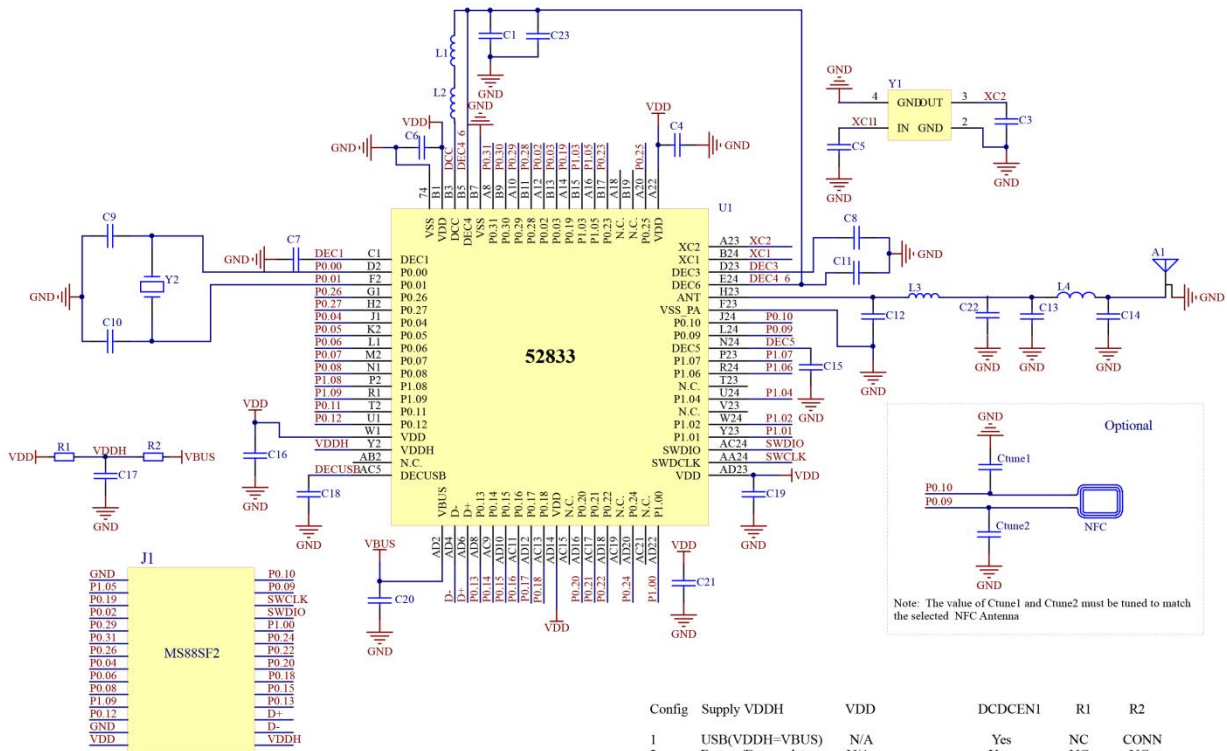 C1
C23
L1
GND
L2
GND
VDD
C6
GND
DCC
DEC4_6
P0.31
P0.30
P0.29
P0.28
P0.02
P0.03
P0.19
P1.03
P1.05
P0.23
P0.25
VDD
C4
GND
74
B1
B3
B5
B7
A8
B9
A10
B11
A12
B13
A14
B15
A16
B17
A18
B19
A20
A22
VSS
VDD
DCC
DEC4
VSS
P0.31
P0.30
P0.29
P0.28
P0.02
P0.03
P0.19
P1.03
P1.05
P0.23
N.C.
N.C.
P0.25
VDD
U1
GND
Y1
4 GND OUT 3 XC2
XC11 IN GND 2
C3
C5
GND
GND
C9
GND
Y2
C10
GND
C7
DEC1 C1 DEC1
P0.00 D2 P0.00
P0.01 F2 P0.01
P0.26 G1 P0.26
P0.27 H2 P0.27
P0.04 J1 P0.04
P0.05 K2 P0.05
P0.06 L1 P0.06
P0.07 M2 P0.07
P0.08 N1 P0.08
P1.08 P2 P1.08
P1.09 R1 P1.09
P0.11 T2 P0.11
P0.12 U1 P0.12
W1 VDD
VDDH Y2 VDDH
AB2 N.C.
DECUSB AC5 DECUSB
52833
XC2 A23 XC2
XC1 B24 XC1
DEC3 D23 DEC3
DEC6 E24 DEC4_6
ANT H23
VSS_PA F23
P0.10 J24 P0.10
P0.09 L24 P0.09
DEC5 N24 DEC5
P1.07 P23 P1.07
P1.06 R24 P1.06
N.C. T23
P1.04 U24 P1.04
N.C. V23
P1.02 W24 P1.02
P1.01 Y23 P1.01
SWDIO AC24 SWDIO
SWDCLK AA24 SWCLK
VDD AD23 VDD
C8
C11
GND
L3
L4
A1
GND
C12
C22
C13
C14
GND
GND
GND
GND
C15
GND
VDD
C16
GND
VDD R1 VDDH R2 VBUS
C17
GND
C18
GND
C19
GND
VBUS
D-
D+
P0.13
P0.14
P0.15
P0.16
P0.17
P0.18
VDD
N.C.
P0.20
P0.21
P0.22
N.C.
P0.24
N.C.
P1.00
AD2
AD4
AD6
AD8
AC9
AD10
AC11
AD12
AC13
AD14
AC15
AD16
AC17
AD18
AC19
AD20
AC21
AD22
D-
D+
P0.13
P0.14
P0.15
P0.16
P0.17
P0.18
P0.20
P0.21
P0.22
P0.24
P1.00
VBUS
C20
GND
VDD
VDD
C21
GND
Optional
GND
Ctune1
P0.10
P0.09
Ctune2
NFC
GND
Note: The value of Ctune1 and Ctune2 must be tuned to match
the selected NFC Antenna
J1
MS88SF2
GND P0.10
P1.05 P0.09
P0.19 SWCLK
P0.02 SWDIO
P0.29 P1.00
P0.31 P0.24
P0.26 P0.22
P0.04 P0.20
P0.06 P0.18
P0.08 P0.15
P1.09 P0.13
P0.12 D+
GND D-
VDD VDDH
Config Supply VDDH VDD DCDCEN1 R1 R2
1 USB(VDDH=VBUS) N/A Yes NC CONN